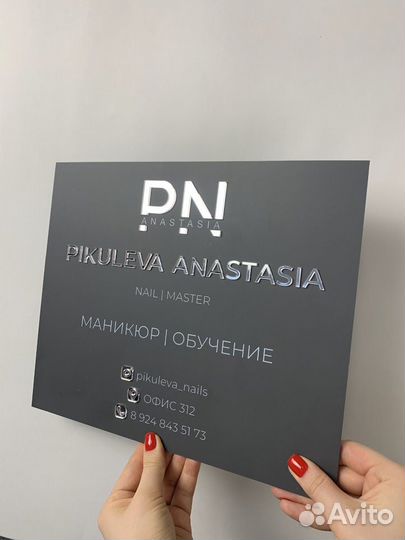 PN
ANASTASIA
PIKULEVA ANASTASIA
NAIL | MASTER
МАНИКЮР | ОБУЧЕНИЕ
pikuleva_nails
ОФИС 312
8 924 843 51 73
Avito